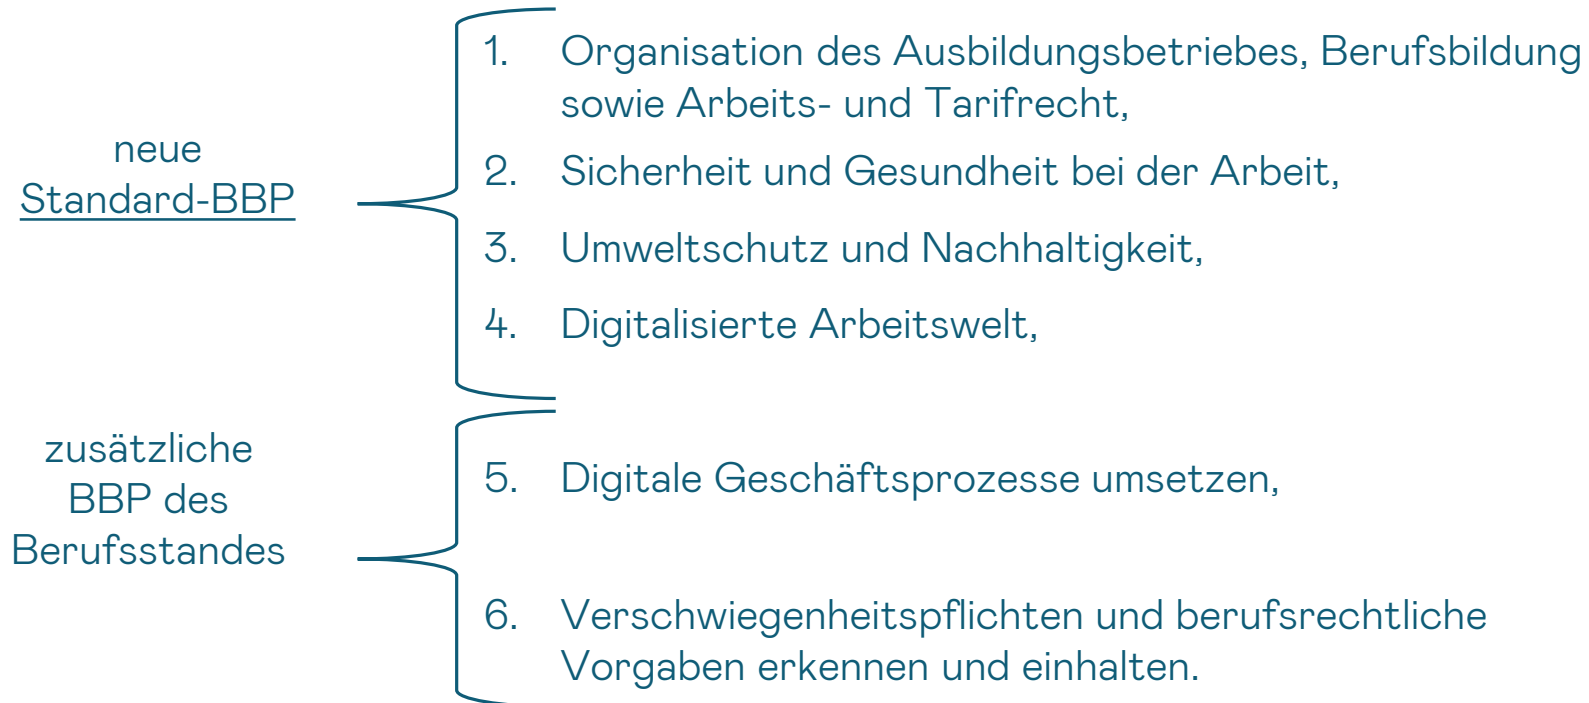 neue
Standard-BBP
1. Organisation des Ausbildungsbetriebes, Berufsbildung
sowie Arbeits- und Tarifrecht,
2. Sicherheit und Gesundheit bei der Arbeit,
3. Umweltschutz und Nachhaltigkeit,
4. Digitalisierte Arbeitswelt,
zusätzliche
BBP des
Berufsstandes
5. Digitale Geschäftsprozesse umsetzen,
6. Verschwiegenheitspflichten und berufsrechtliche
Vorgaben erkennen und einhalten.